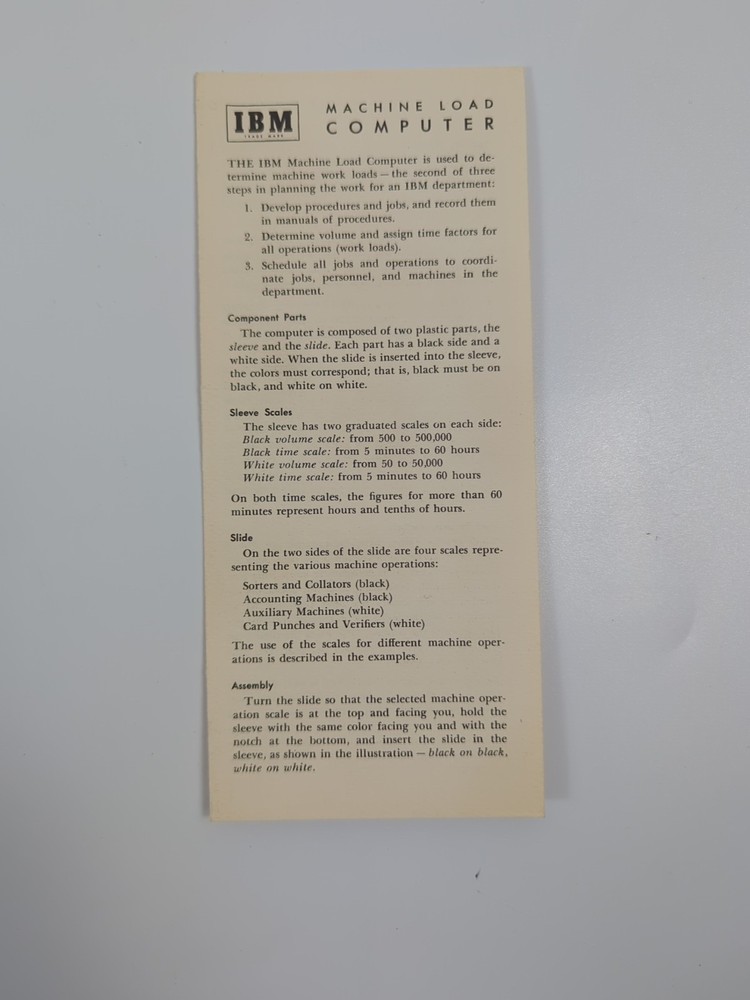 IBM
TRADE MARK
MACHINE LOAD
COMPUTER
THE IBM Machine Load Computer is used to de-
termine machine work loads — the second of three
steps in planning the work for an IBM department:
1. Develop procedures and jobs, and record them
in manuals of procedures.
2. Determine volume and assign time factors for
all operations (work loads).
3. Schedule all jobs and operations to coordi-
nate jobs, personnel, and machines in the
department.
Component Parts
The computer is composed of two plastic parts, the
sleeve and the slide. Each part has a black side and a
white side. When the slide is inserted into the sleeve,
the colors must correspond; that is, black must be on
black, and white on white.
Sleeve Scales
The sleeve has two graduated scales on each side:
Black volume scale: from 500 to 500,000
Black time scale: from 5 minutes to 60 hours
White volume scale: from 50 to 50,000
White time scale: from 5 minutes to 60 hours
On both time scales, the figures for more than 60
minutes represent hours and tenths of hours.
Slide
On the two sides of the slide are four scales repre-
senting the various machine operations:
Sorters and Collators (black)
Accounting Machines (black)
Auxiliary Machines (white)
Card Punches and Verifiers (white)
The use of the scales for different machine oper-
ations is described in the examples.
Assembly
Turn the slide so that the selected machine oper-
ation scale is at the top and facing you, hold the
sleeve with the same color facing you and with the
notch at the bottom, and insert the slide in the
sleeve, as shown in the illustration — black on black,
white on white.